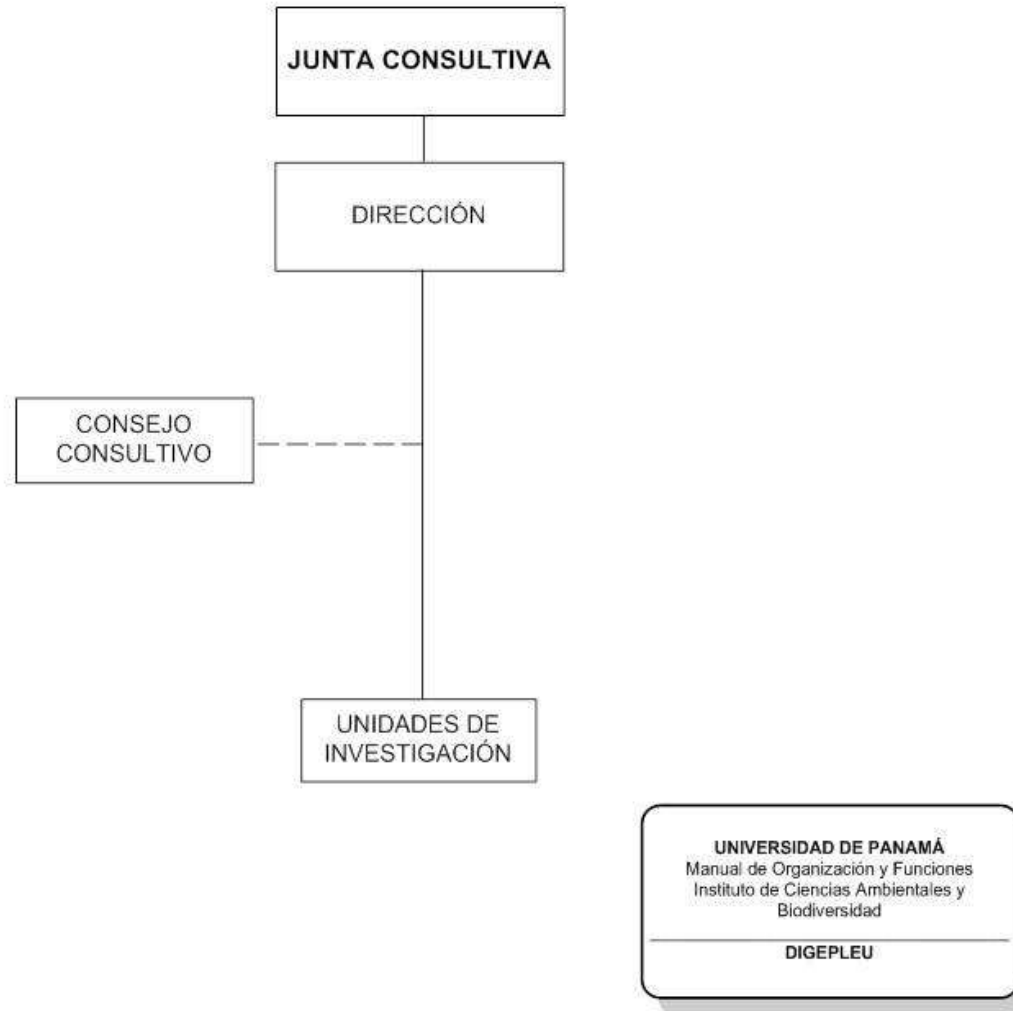 JUNTA CONSULTIVA
DIRECCIÓN
CONSEJO
CONSULTIVO
UNIDADES DE
INVESTIGACIÓN
UNIVERSIDAD DE PANAMÁ
Manual de Organización y Funciones
Instituto de Ciencias Ambientales y
Biodiversidad
DIGEPLEU